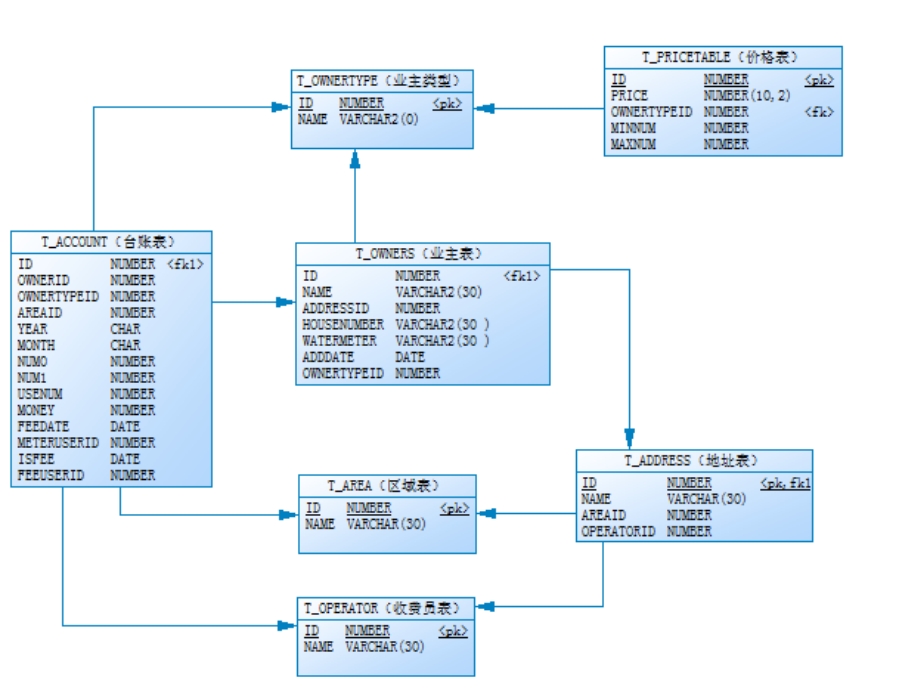 T_OWNERTYPE（业主类型）
ID NUMBER <pk>
NAME VARCHAR2(0)
T_PRICETABLE（价格表）
ID NUMBER <pk>
PRICE NUMBER(10,2)
OWNERTYPEID NUMBER <fk>
MINNUM NUMBER
MAXNUM NUMBER
T_ACCOUNT（台账表）
ID NUMBER <fk1>
OWNERID NUMBER
OWNERTYPEID NUMBER
AREAID NUMBER
YEAR CHAR
MONTH CHAR
NUM0 NUMBER
NUM1 NUMBER
USENUM NUMBER
MONEY NUMBER
FEEDATE DATE
METERUSERID NUMBER
ISFEE DATE
FEEUSERID NUMBER
T_OWNERS（业主表）
ID NUMBER <fk1>
NAME VARCHAR2(30)
ADDRESSID NUMBER
HOUSENUMBER VARCHAR2(30 )
WATERMETER VARCHAR2(30 )
ADDDATE DATE
OWNERTYPEID NUMBER
T_ADDRESS（地址表）
ID NUMBER <pk,fk1
NAME VARCHAR(30)
AREAID NUMBER
OPERATORID NUMBER
T_AREA（区域表）
ID NUMBER <pk>
NAME VARCHAR(30)
T_OPERATOR（收费员表）
ID NUMBER <pk>
NAME VARCHAR(30)